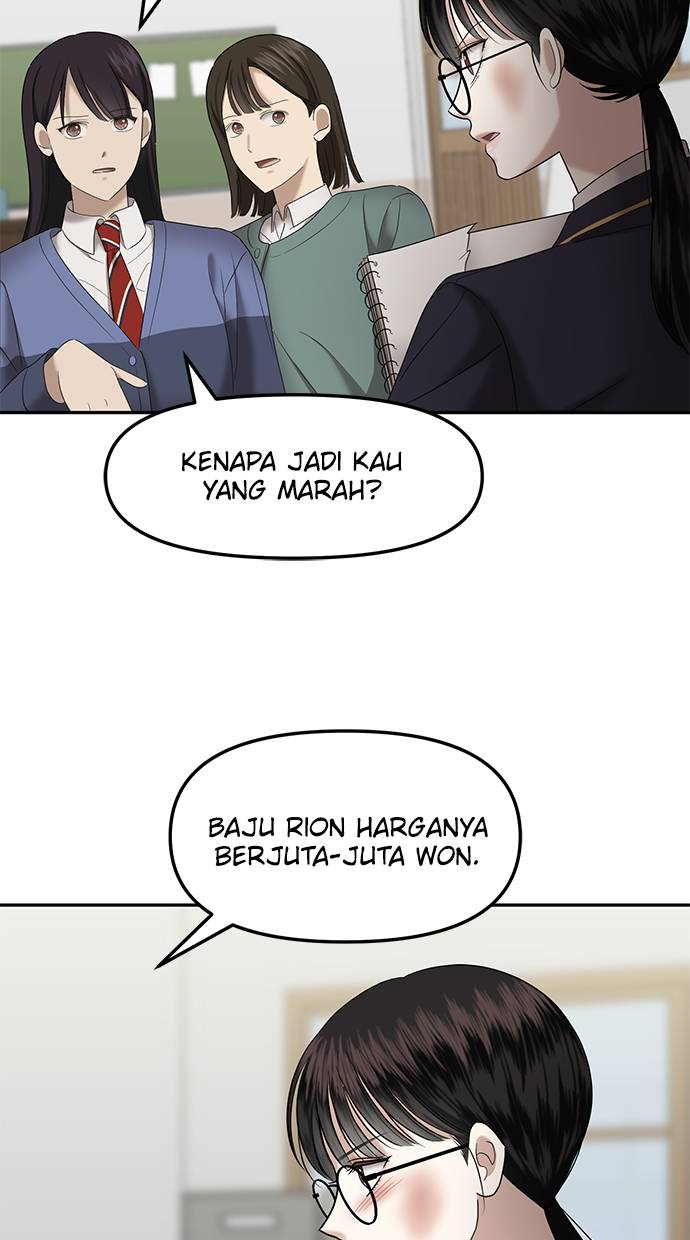 KENAPA JADI KAU
YANG MARAH?
BAJU RION HARGANYA
BERJUTA-JUTA WON.